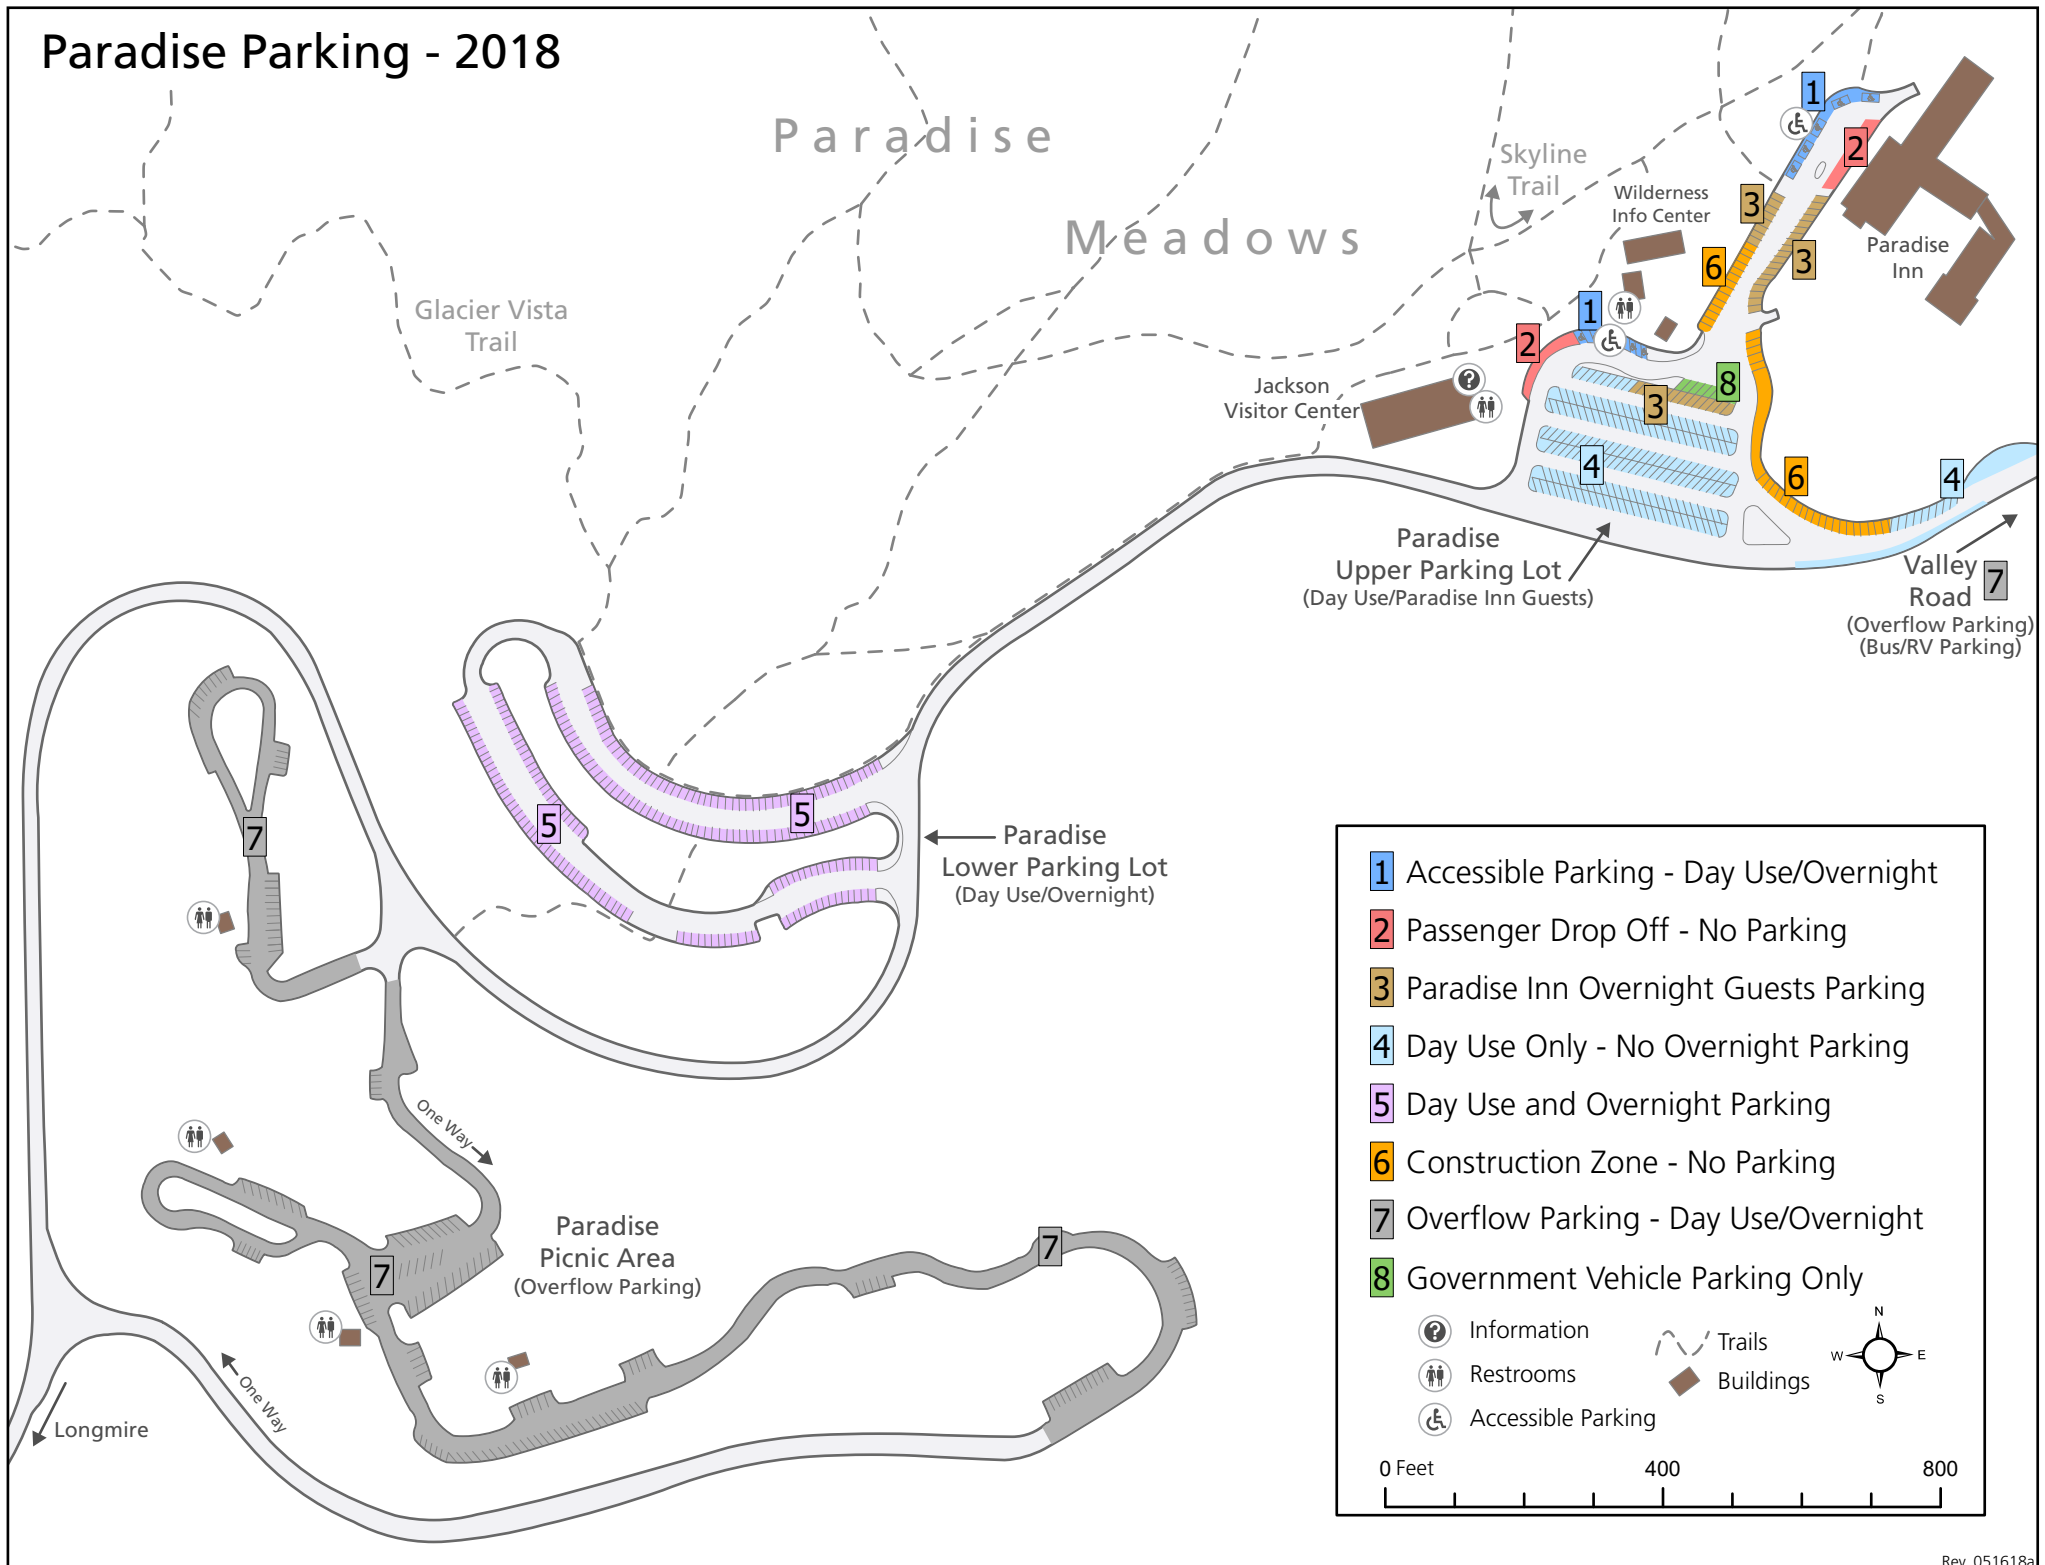 Paradise Parking - 2018
Paradise
Meadows
Skyline
Trail
Wilderness
Info Center
1
2
3
3
6
Paradise
Inn
Glacier Vista
Trail
1
2
8
3
Jackson
Visitor Center
4
6
4
Paradise
Upper Parking Lot
(Day Use/Paradise Inn Guests)
Valley
Road
7
(Overflow Parking)
(Bus/RV Parking)
5
5
7
Paradise
Lower Parking Lot
(Day Use/Overnight)
One Way
Paradise
Picnic Area
(Overflow Parking)
7
7
One Way
Longmire
1 Accessible Parking - Day Use/Overnight
2 Passenger Drop Off - No Parking
3 Paradise Inn Overnight Guests Parking
4 Day Use Only - No Overnight Parking
5 Day Use and Overnight Parking
6 Construction Zone - No Parking
7 Overflow Parking - Day Use/Overnight
8 Government Vehicle Parking Only
? Information
Restrooms
Accessible Parking
Trails
Buildings
N
W
E
S
0 Feet 400 800
Rev. 051618a